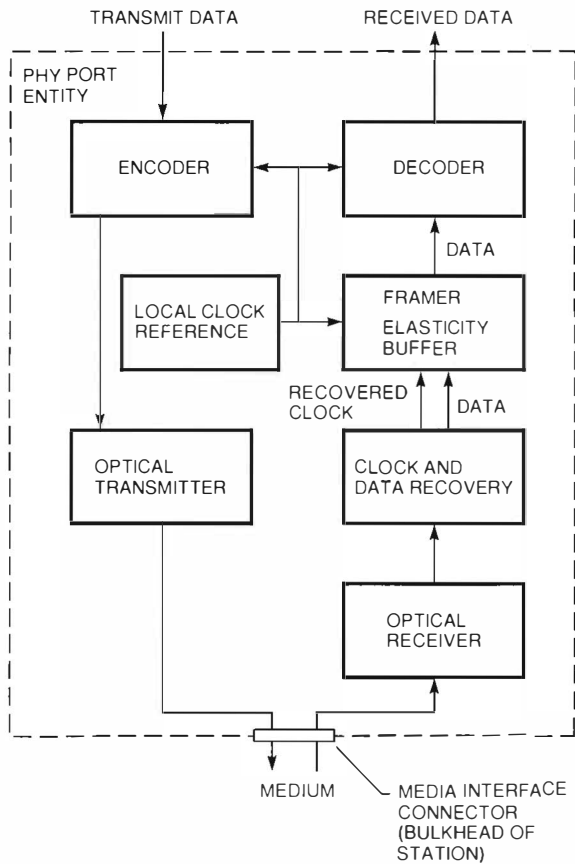 TRANSMIT DATA
RECEIVED DATA
PHY PORT
ENTITY
ENCODER
DECODER
DATA
LOCAL CLOCK
REFERENCE
FRAMER
ELASTICITY
BUFFER
RECOVERED
CLOCK
DATA
OPTICAL
TRANSMITTER
CLOCK AND
DATA RECOVERY
OPTICAL
RECEIVER
MEDIUM
MEDIA INTERFACE
CONNECTOR
(BULKHEAD OF
STATION)